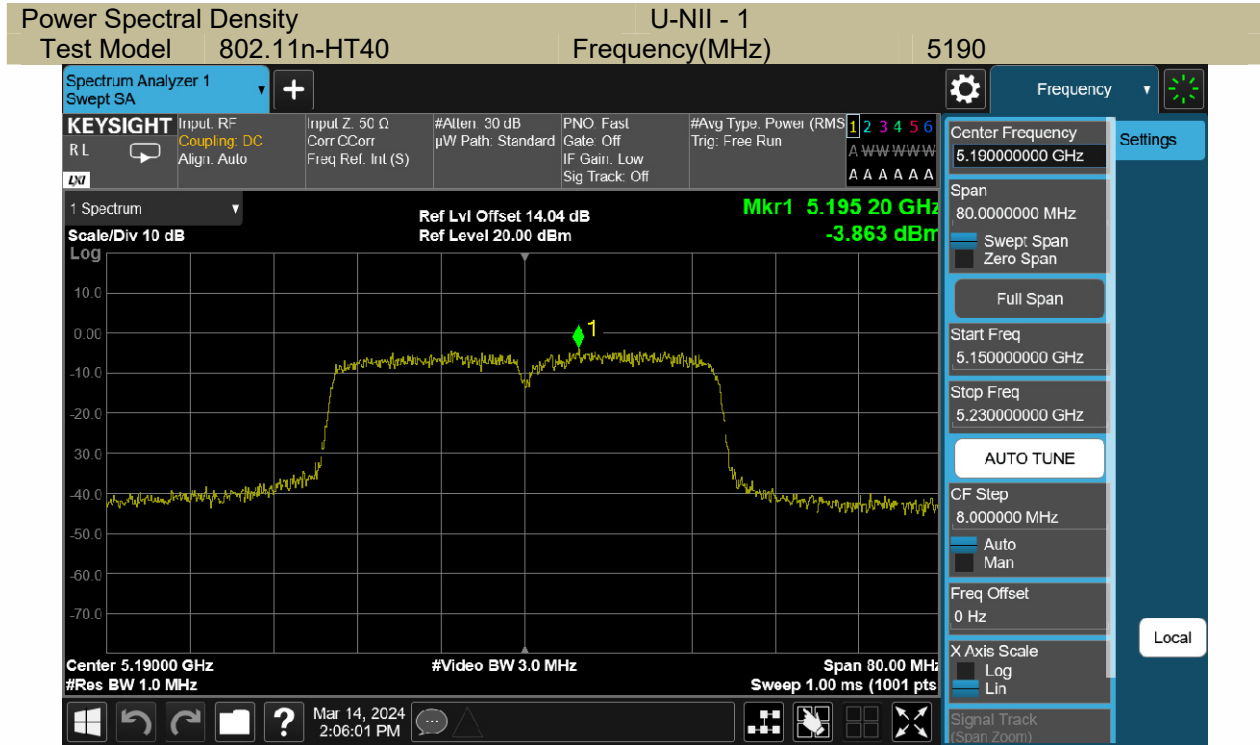 Power Spectral Density U-NII - 1
Test Model 802.11n-HT40 Frequency(MHz) 5190
Spectrum Analyzer 1
Swept SA
+
Frequency
KEYSIGHT
R L
LXI
Input: RF
Coupling: DC
Align: Auto
Input Z: 50 Ω
Corr CCorr
Freq Ref: Int (S)
#Atten: 30 dB
µW Path: Standard
PNO: Fast
Gate: Off
IF Gain: Low
Sig Track: Off
#Avg Type: Power (RMS
Trig: Free Run
1 2 3 4 5 6
A W W W W W
A A A A A A
1 Spectrum
Scale/Div 10 dB
Ref Lvl Offset 14.04 dB
Ref Level 20.00 dBm
Mkr1 5.195 20 GHz
-3.863 dBm
Log
10.0
0.00
-10.0
-20.0
30.0
-40.0
-50.0
-60.0
-70.0
1
Center 5.19000 GHz
#Res BW 1.0 MHz
#Video BW 3.0 MHz
Span 80.00 MHz
Sweep 1.00 ms (1001 pts
Center Frequency
5.190000000 GHz
Span
80.0000000 MHz
Swept Span
Zero Span
Full Span
Start Freq
5.150000000 GHz
Stop Freq
5.230000000 GHz
AUTO TUNE
CF Step
8.000000 MHz
Auto
Man
Freq Offset
0 Hz
X Axis Scale
Log
Lin
Signal Track
(Span Zoom)
Settings
Local
?
Mar 14, 2024
2:06:01 PM